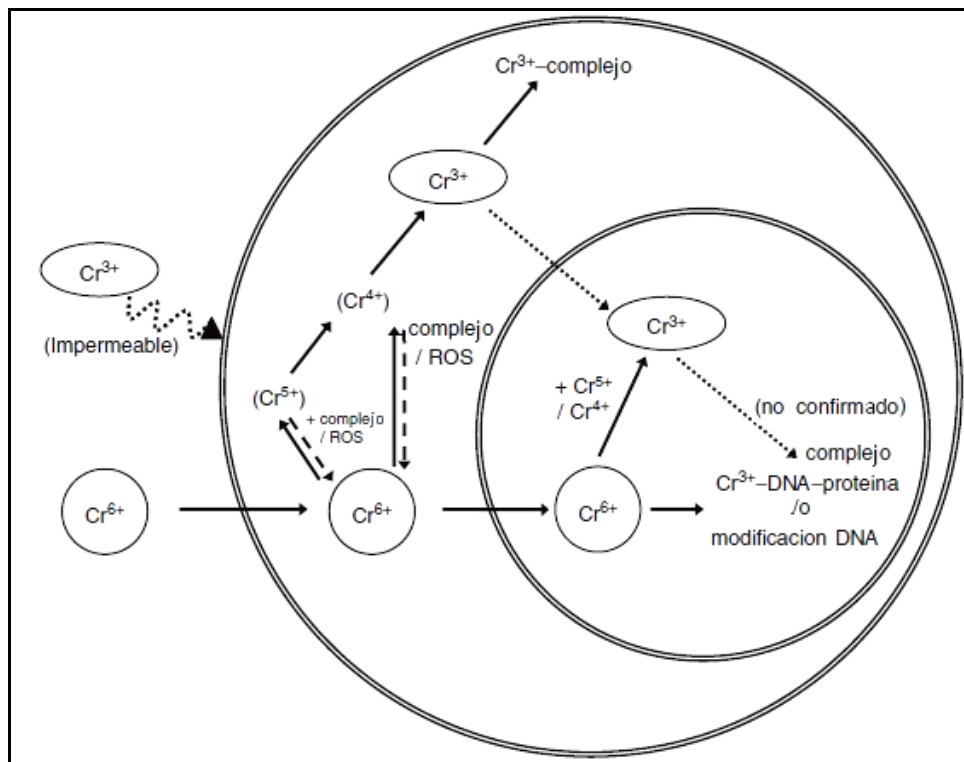 Cr³⁺–complejo
Cr³⁺
Cr³⁺
(Impermeable)
(Cr⁴⁺)
complejo
/ ROS
(Cr⁵⁺)
+ complejo
/ ROS
Cr³⁺
+ Cr⁵⁺
/ Cr⁴⁺
(no confirmado)
complejo
Cr³⁺–DNA–proteina
/o
modificacion DNA
Cr⁶⁺
Cr⁶⁺
Cr⁶⁺